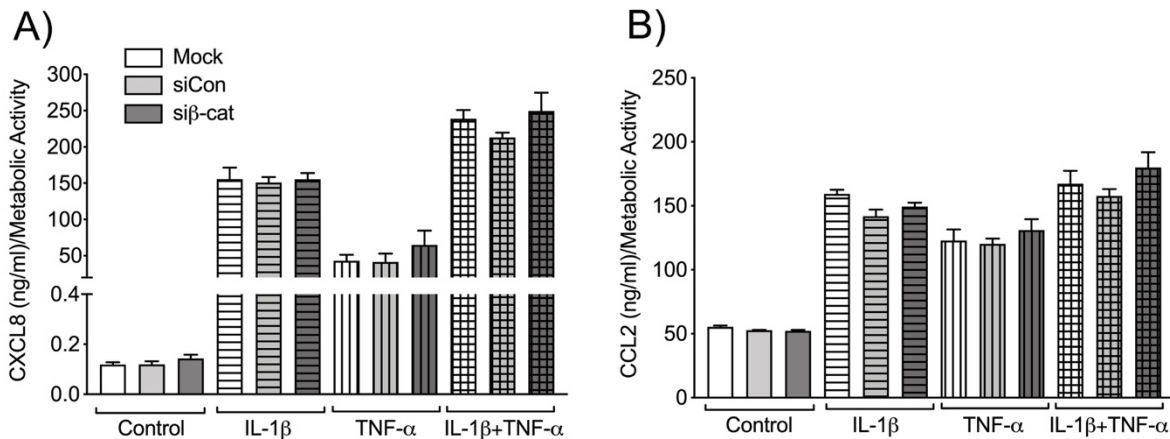 A)
Mock
siCon
siβ-cat
CXCL8 (ng/ml)/Metabolic Activity
300
250
200
150
100
50
0.4
0.2
0.0
Control
IL-1β
TNF-α
IL-1β+TNF-α
B)
CCL2 (ng/ml)/Metabolic Activity
250
200
150
100
50
0
Control
IL-1β
TNF-α
IL-1β+TNF-α